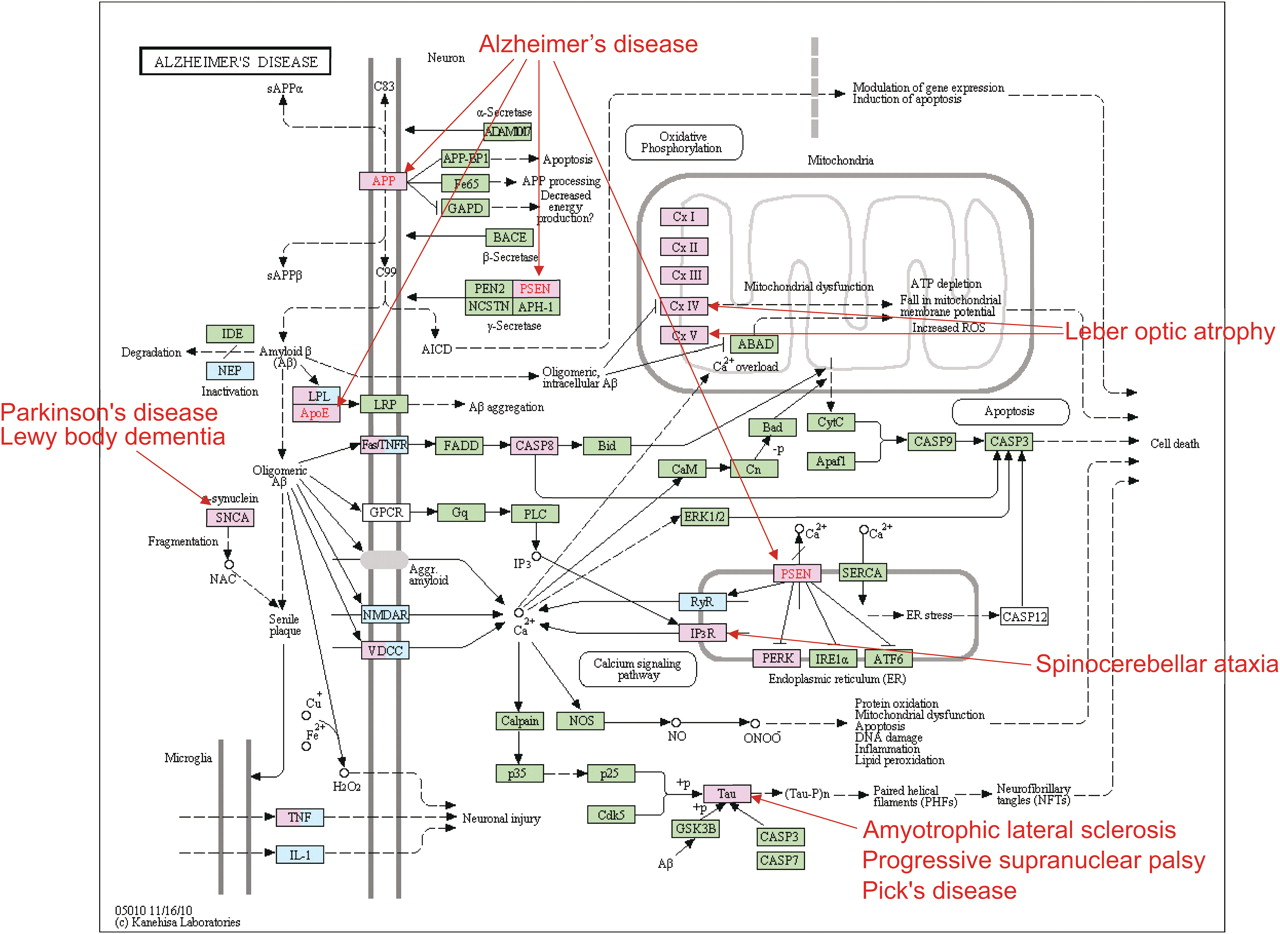 Alzheimer's disease
ALZHEIMER'S DISEASE
Neuron
sAPPα
C83
α-Secretase
APP
APP-BP1
Apoptosis
Fe65
APP processing
GAPD
Decreased
energy
production?
BACE
β-Secretase
sAPPβ
C99
PEN2
PSEN
NCSTN
APH-1
γ-Secretase
AICD
Modulation of gene expression
Induction of apoptosis
Oxidative
Phosphorylation
Mitochondria
Cx I
Cx II
Cx III
Cx IV
Cx V
Mitochondrial dysfunction
ATP depletion
Fall in mitochondrial
membrane potential
Increased ROS
ABAD
Ca2+ overload
Leber optic atrophy
IDE
Degradation
NEP
Inactivation
Amyloid β
(Aβ)
Oligomeric,
intracellular Aβ
LPL
ApoE
LRP
Aβ aggregation
Parkinson's disease
Lewy body dementia
Fas/TNFR
FADD
CASP8
Bid
Bad
-p
CaM
Cn
CytC
Apaf1
Apoptosis
CASP9
CASP3
Cell death
Oligomeric
Aβ
α-synuclein
SNCA
Fragmentation
NAC
Senile
plaque
GPCR
Gq
PLC
IP3
ERK1/2
Aggr.
amyloid
NMDAR
VDCC
Ca2+
Ca2+
Ca2+
PSEN
SERCA
RyR
IP3R
ER stress
CASP12
PERK
IRE1α
ATF6
Endoplasmic reticulum (ER)
Calcium signaling
pathway
Spinocerebellar ataxia
Cu+
Fe2+
H2O2
Microglia
TNF
IL-1
Neuronal injury
Calpain
NOS
NO
ONOO-
Protein oxidation
Mitochondrial dysfunction
Apoptosis
DNA damage
Inflammation
Lipid peroxidation
p35
p25
Cdk5
+p
Tau
(Tau-P)n
Paired helical
filaments (PHFs)
Neurofibrillary
tangles (NFTs)
+p
GSK3B
Aβ
CASP3
CASP7
Amyotrophic lateral sclerosis
Progressive supranuclear palsy
Pick's disease
05010 11/16/10
(c) Kanehisa Laboratories